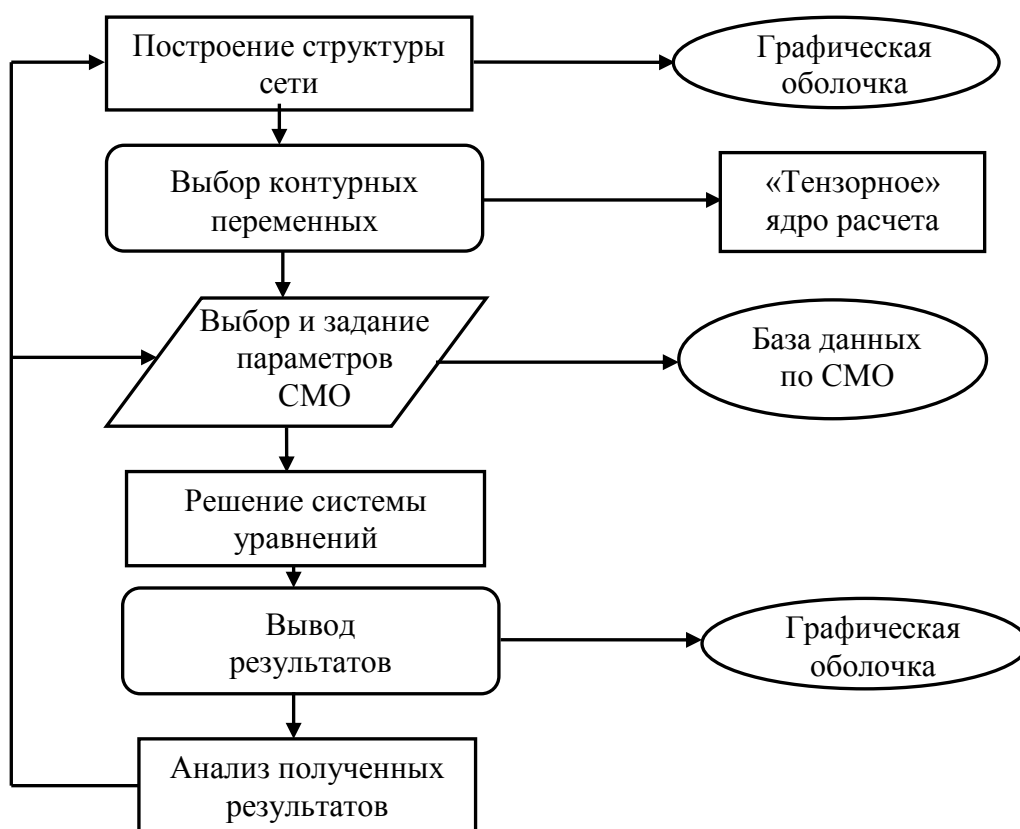 Построение структуры
сети
Графическая
оболочка
Выбор контурных
переменных
«Тензорное»
ядро расчета
Выбор и задание
параметров
СМО
База данных
по СМО
Решение системы
уравнений
Вывод
результатов
Графическая
оболочка
Анализ полученных
результатов